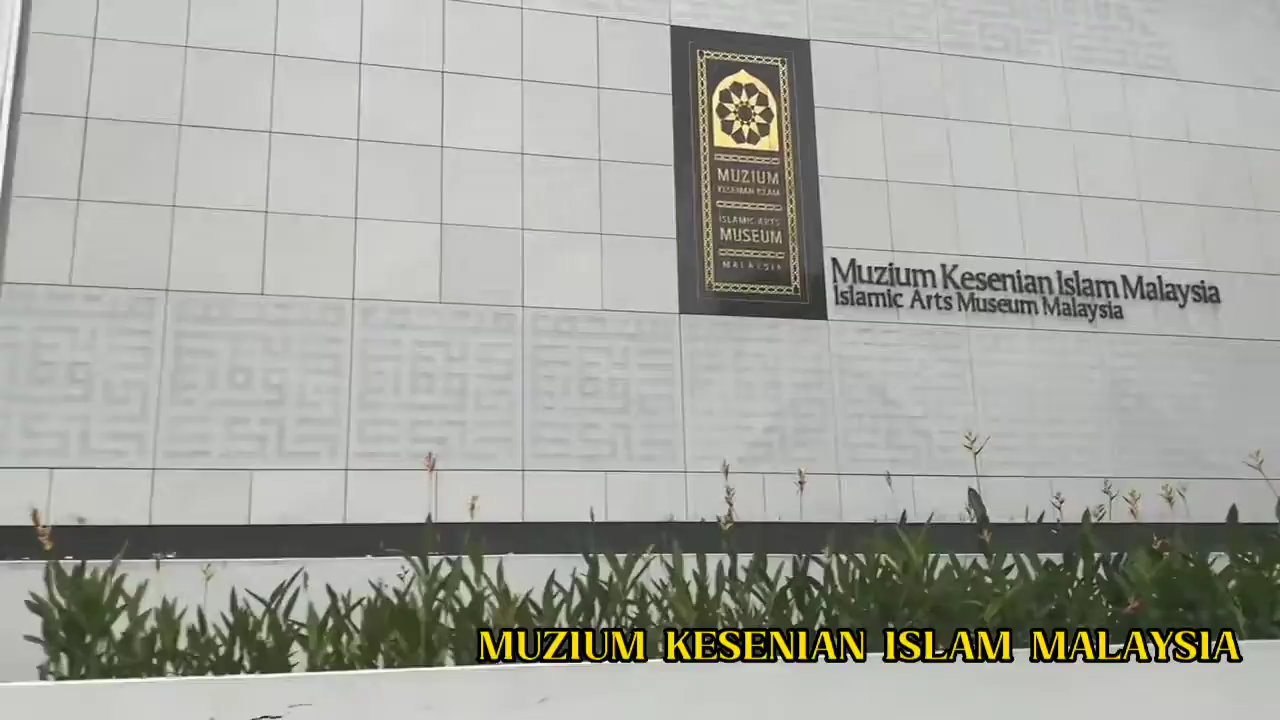 MUZIUM
KESENIAN ISLAM
ISLAMIC ARTS
MUSEUM
MALAYSIA
Muzium Kesenian Islam Malaysia
Islamic Arts Museum Malaysia
MUZIUM KESENIAN ISLAM MALAYSIA